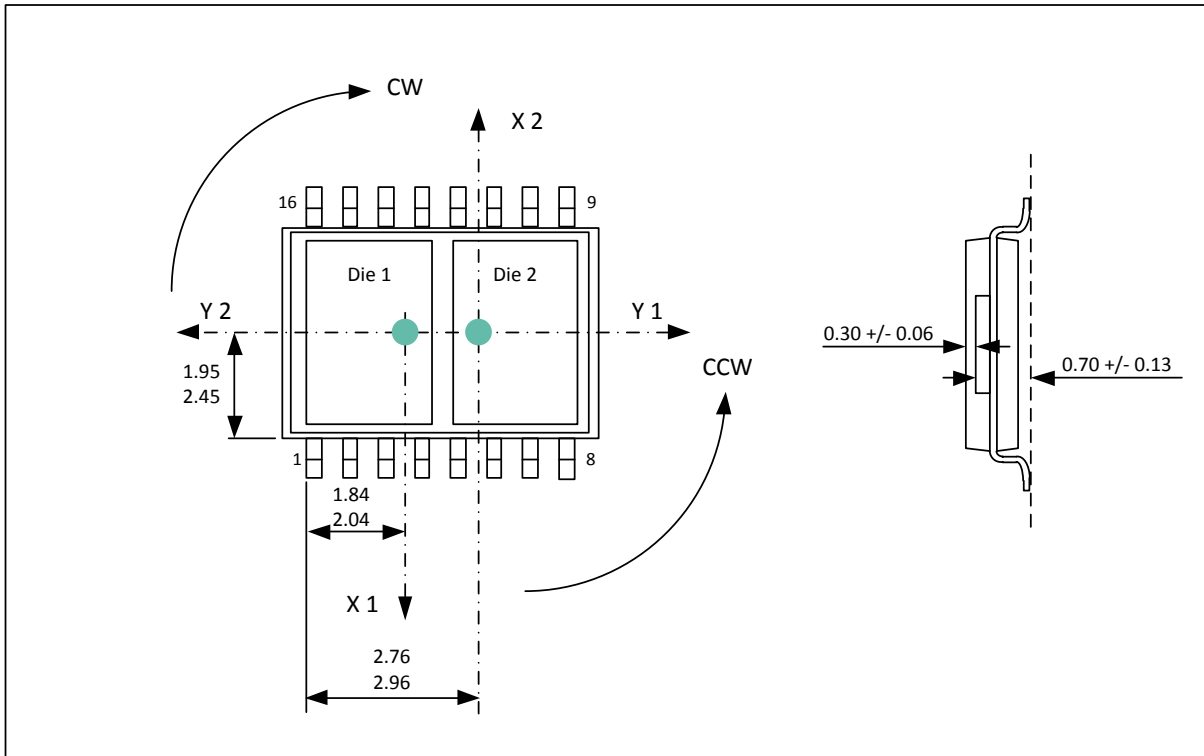 CW
X 2
16
9
Die 1
Die 2
Y 2
Y 1
1.95
2.45
CCW
1
8
1.84
2.04
X 1
2.76
2.96
0.30 +/- 0.06
0.70 +/- 0.13